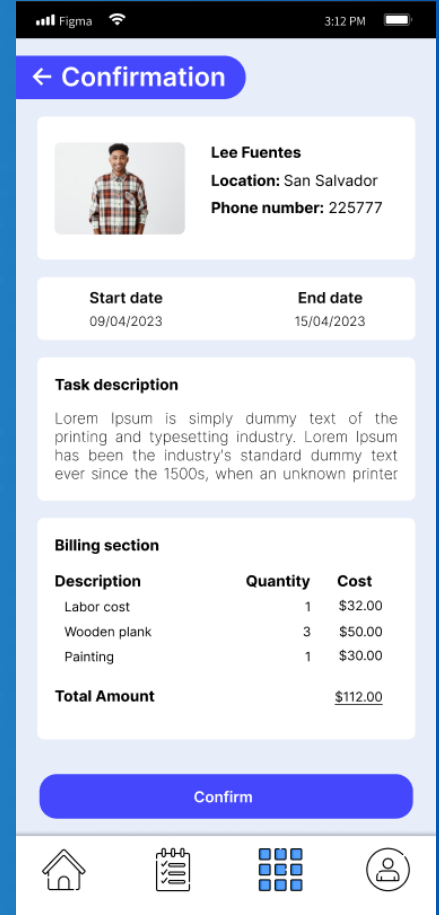 Figma 3:12 PM
← Confirmation
Lee Fuentes
Location: San Salvador
Phone number: 225777
Start date End date
09/04/2023 15/04/2023
Task description
Lorem Ipsum is simply dummy text of the
printing and typesetting industry. Lorem Ipsum
has been the industry's standard dummy text
ever since the 1500s, when an unknown printer
Billing section
Description Quantity Cost
Labor cost 1 $32.00
Wooden plank 3 $50.00
Painting 1 $30.00
Total Amount $112.00
Confirm